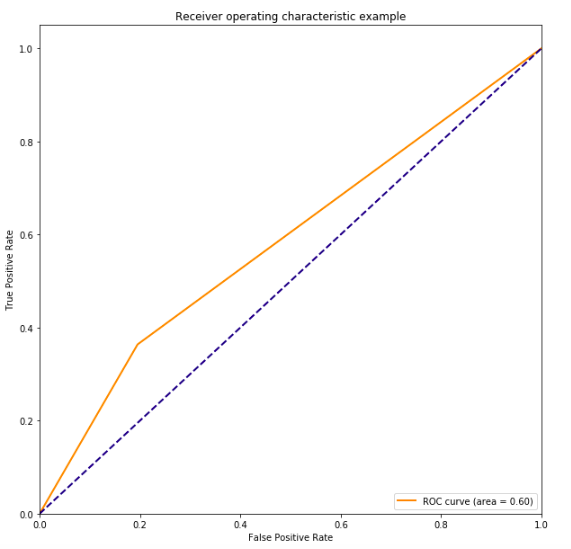 Receiver operating characteristic example
1.0
0.8
0.6
0.4
0.2
0.0
True Positive Rate
ROC curve (area = 0.60)
0.0 0.2 0.4 0.6 0.8 1.0
False Positive Rate